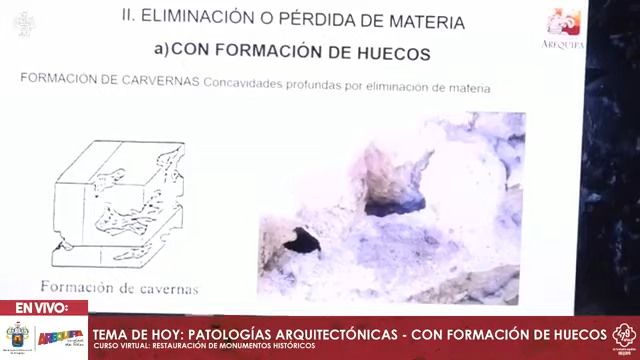 II. ELIMINACIÓN O PÉRDIDA DE MATERIA
a)CON FORMACIÓN DE HUECOS
AREQUIPA
FORMACIÓN DE CARVERNAS Concavidades profundas por eliminación de materia
Formación de cavernas
EN VIVO:
AREQUIPA
TEMA DE HOY: PATOLOGÍAS ARQUITECTÓNICAS - CON FORMACIÓN DE HUECOS
CURSO VIRTUAL: RESTAURACIÓN DE MONUMENTOS HISTÓRICOS